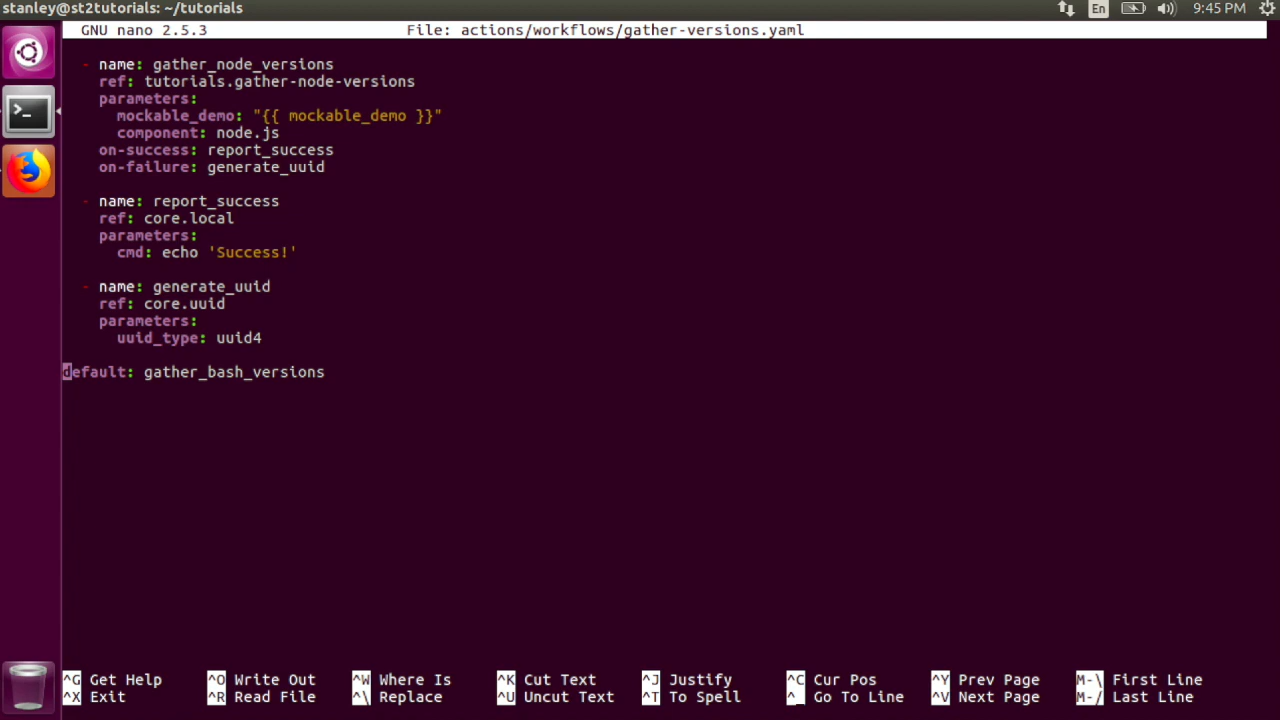 stanley@st2tutorials: ~/tutorials En 9:45 PM
GNU nano 2.5.3 File: actions/workflows/gather-versions.yaml
- name: gather_node_versions
ref: tutorials.gather-node-versions
parameters:
mockable_demo: "{{ mockable_demo }}"
component: node.js
on-success: report_success
on-failure: generate_uuid
- name: report_success
ref: core.local
parameters:
cmd: echo 'Success!'
- name: generate_uuid
ref: core.uuid
parameters:
uuid_type: uuid4
default: gather_bash_versions
^G Get Help ^O Write Out ^W Where Is ^K Cut Text ^J Justify ^C Cur Pos ^Y Prev Page M-\ First Line
^X Exit ^R Read File ^\ Replace ^U Uncut Text ^T To Spell ^_ Go To Line ^V Next Page M-/ Last Line